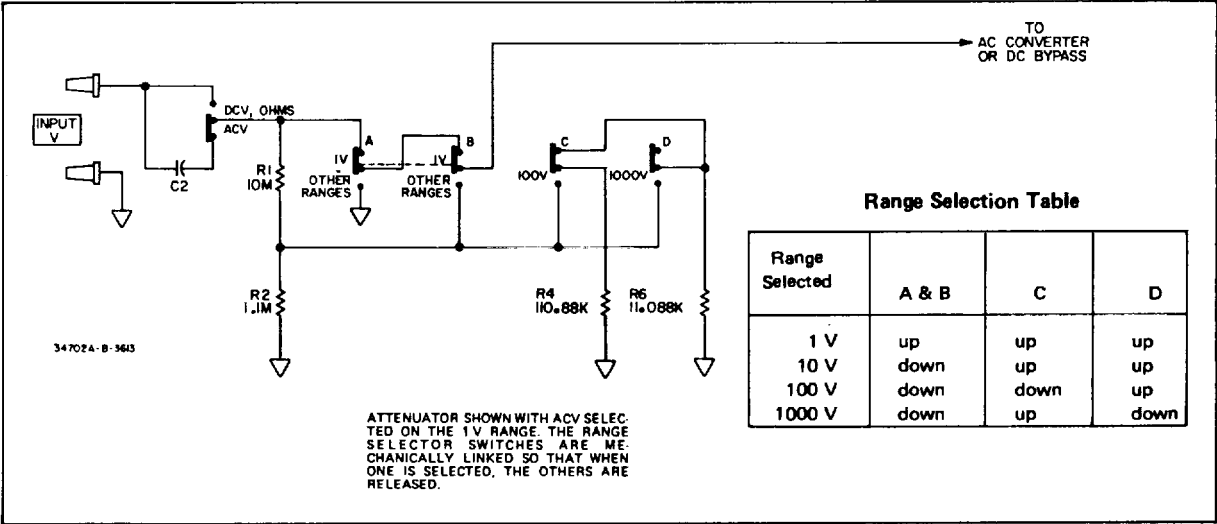 TO
AC CONVERTER
OR DC BYPASS
INPUT
V
DCV, OHMS
ACV
C2
R1
10M
A
1V
OTHER
RANGES
B
1V
OTHER
RANGES
C
100V
D
1000V
R2
1.1M
R4
110.88K
R6
11.088K
34702A-B-3613
ATTENUATOR SHOWN WITH ACV SELEC-
TED ON THE 1V RANGE. THE RANGE
SELECTOR SWITCHES ARE ME-
CHANICALLY LINKED SO THAT WHEN
ONE IS SELECTED, THE OTHERS ARE
RELEASED.
Range Selection Table
Range
Selected A & B C D
1 V up up up
10 V down up up
100 V down down up
1000 V down up down